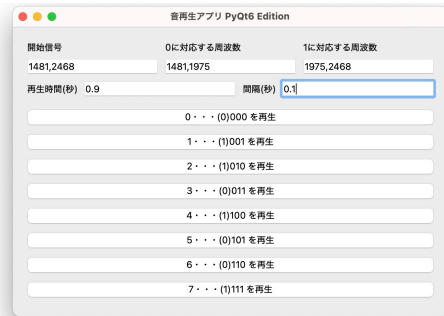 音再生アプリ PyQt6 Edition
開始信号 0に対応する周波数 1に対応する周波数
1481,2468 1481,1975 1975,2468
再生時間(秒) 0.9 間隔(秒) 0.1
0・・・(0)000 を再生
1・・・(1)001 を再生
2・・・(1)010 を再生
3・・・(0)011 を再生
4・・・(1)100 を再生
5・・・(0)101 を再生
6・・・(0)110 を再生
7・・・(1)111 を再生